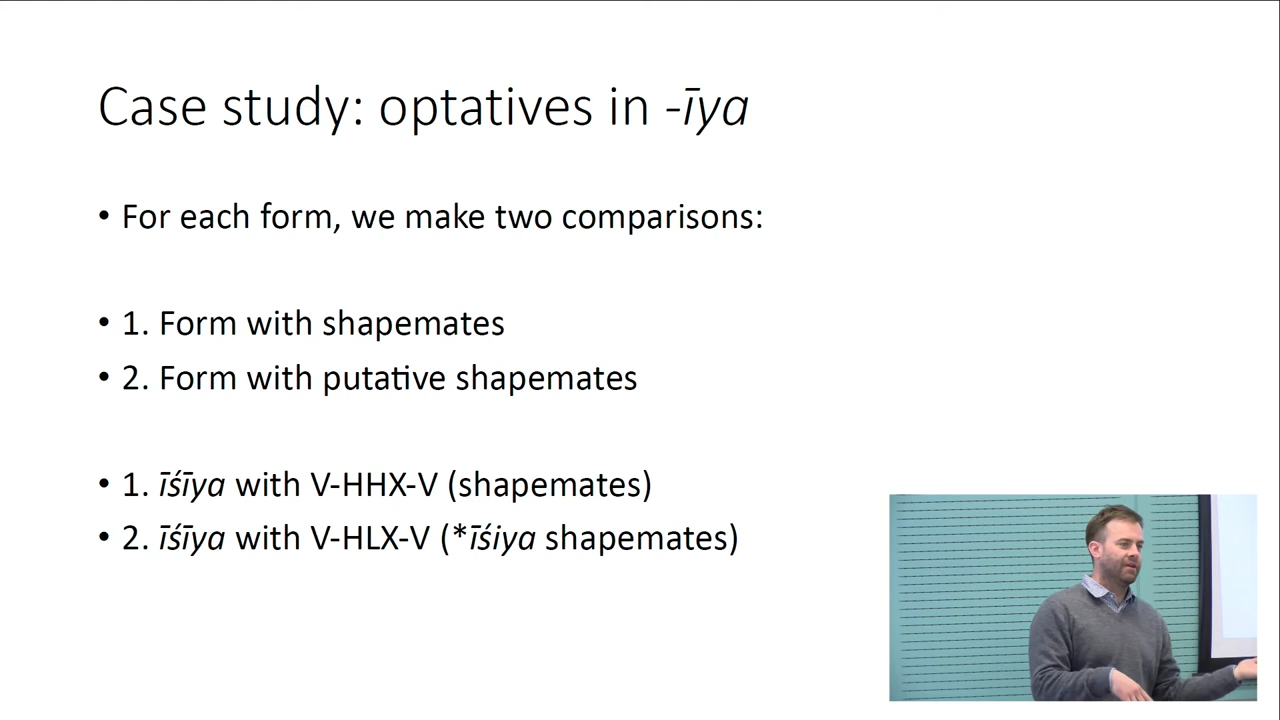 Case study: optatives in -īya
• For each form, we make two comparisons:
• 1. Form with shapemates
• 2. Form with putative shapemates
• 1. īśīya with V-HHX-V (shapemates)
• 2. īśīya with V-HLX-V (*īśiya shapemates)